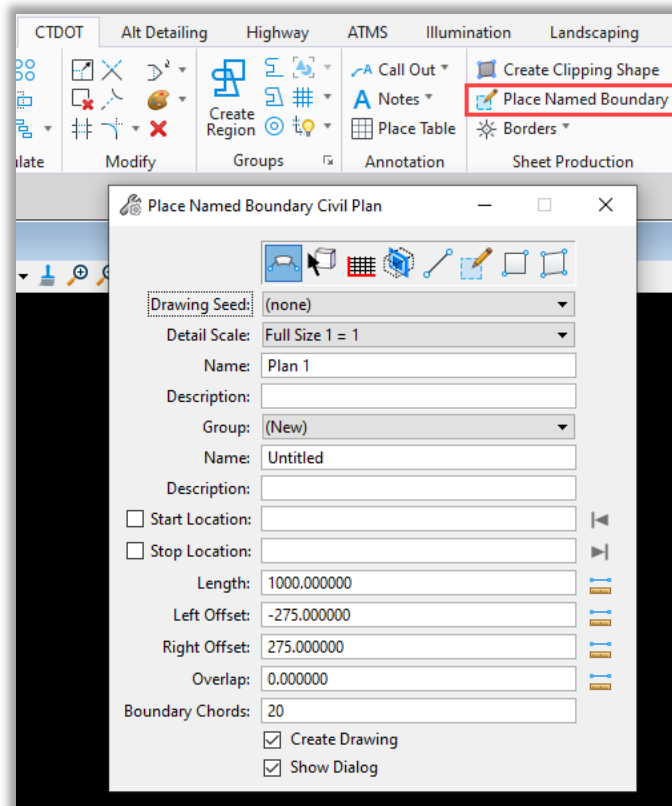 CTDOT Alt Detailing Highway ATMS Illumination Landscaping
Call Out Create Clipping Shape
Create Region
A Notes Place Named Boundary
Place Table Borders
ulate Modify Groups Annotation Sheet Production
Place Named Boundary Civil Plan
Drawing Seed: (none)
Detail Scale: Full Size 1 = 1
Name: Plan 1
Description:
Group: (New)
Name: Untitled
Description:
Start Location:
Stop Location:
Length: 1000.000000
Left Offset: -275.000000
Right Offset: 275.000000
Overlap: 0.000000
Boundary Chords: 20
Create Drawing
Show Dialog